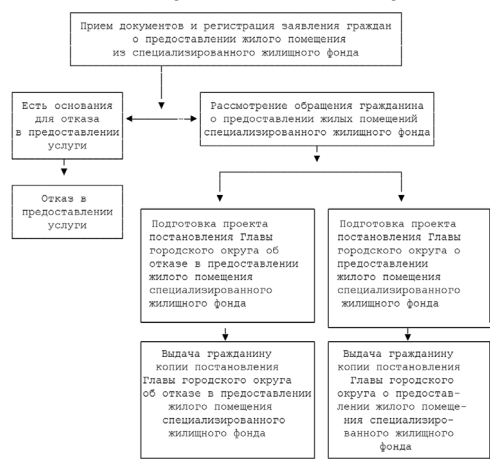 Прием документов и регистрация заявления граждан
о предоставлении жилого помещения
из специализированного жилищного фонда
Есть основания
для отказа
в предоставлении
услуги
Рассмотрение обращения гражданина
о предоставлении жилых помещений
специализированного жилищного фонда
Отказ в
предоставлении
услуги
Подготовка проекта
постановления Главы
городского округа об
отказе в предоставлении
жилого помещения
специализированного
жилищного фонда
Подготовка проекта
постановления Главы
городского округа о
предоставлении
жилого помещения
специализированного
жилищного фонда
Выдача гражданину
копии постановления
Главы городского округа
об отказе в предоставлении
жилого помещения
специализированного
жилищного фонда
Выдача гражданину
копии постановления
Главы городского
округа о предостав-
лении жилого помеще-
ния специализиро-
ванного жилищного
фонда